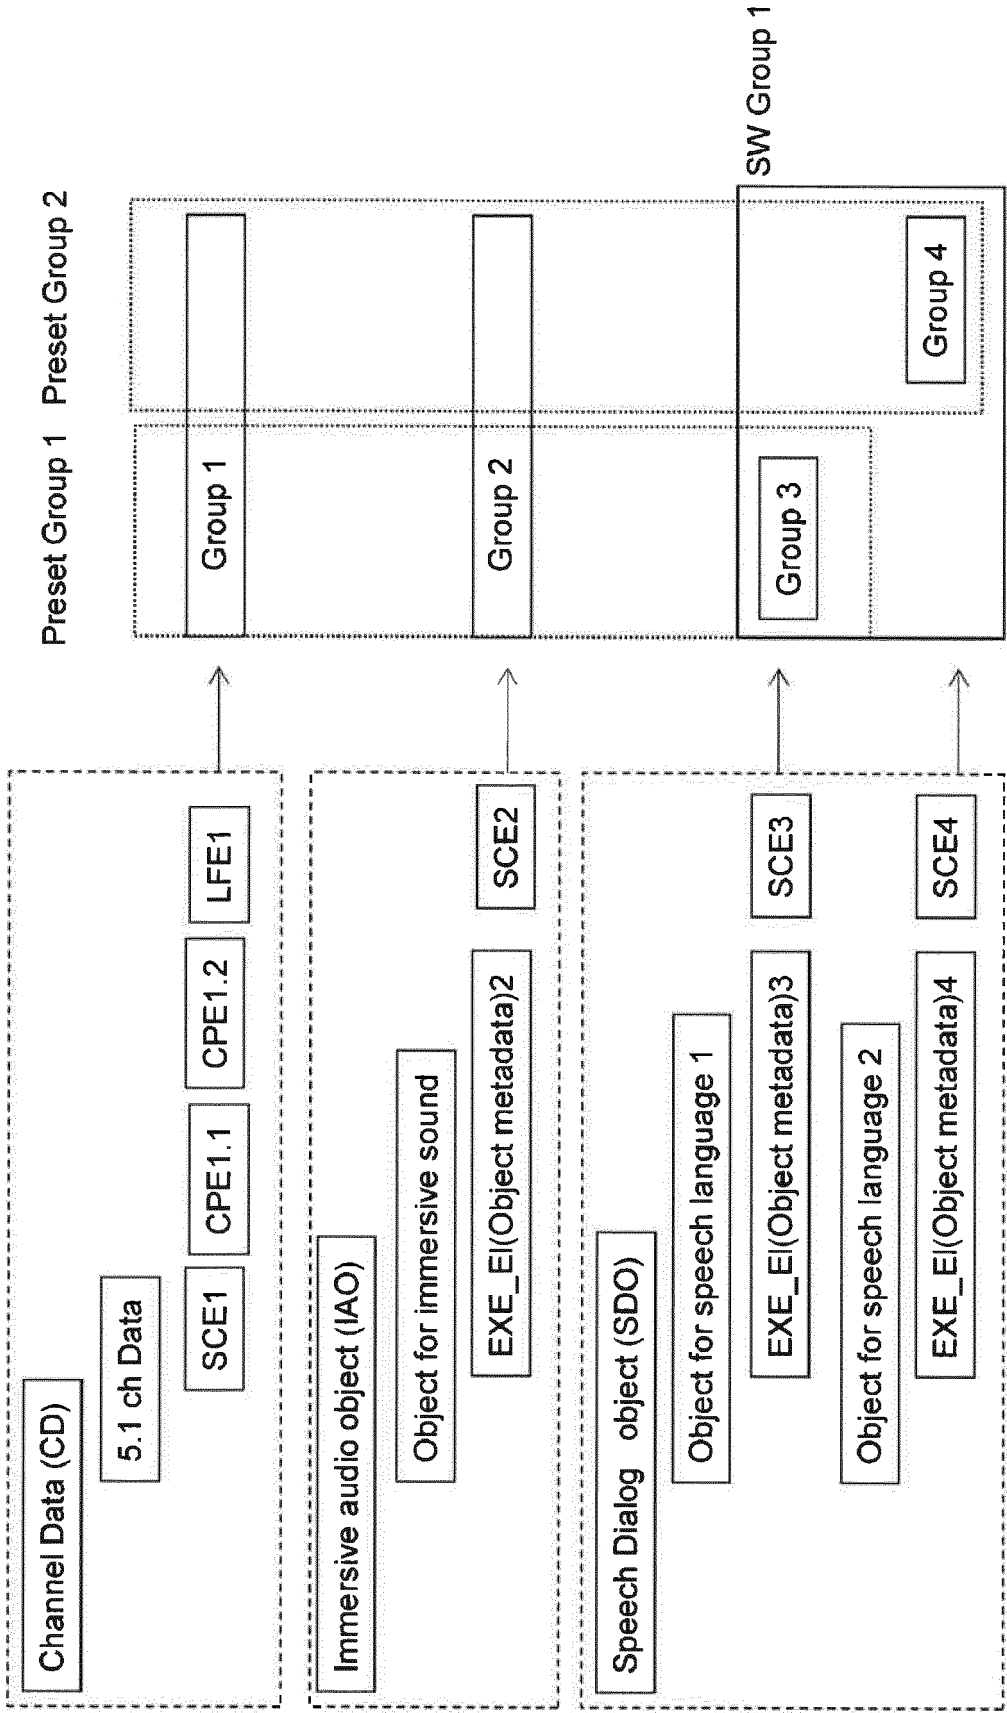 Preset Group 1
Preset Group 2
Channel Data (CD)
5.1 ch Data
SCE1
CPE1.1
CPE1.2
LFE1
Group 1
Immersive audio object (IAO)
Object for immersive sound
EXE_El(Object metadata)2
SCE2
Group 2
SW Group 1
Speech Dialog object (SDO)
Object for speech language 1
EXE_El(Object metadata)3
SCE3
Group 3
Object for speech language 2
EXE_El(Object metadata)4
SCE4
Group 4